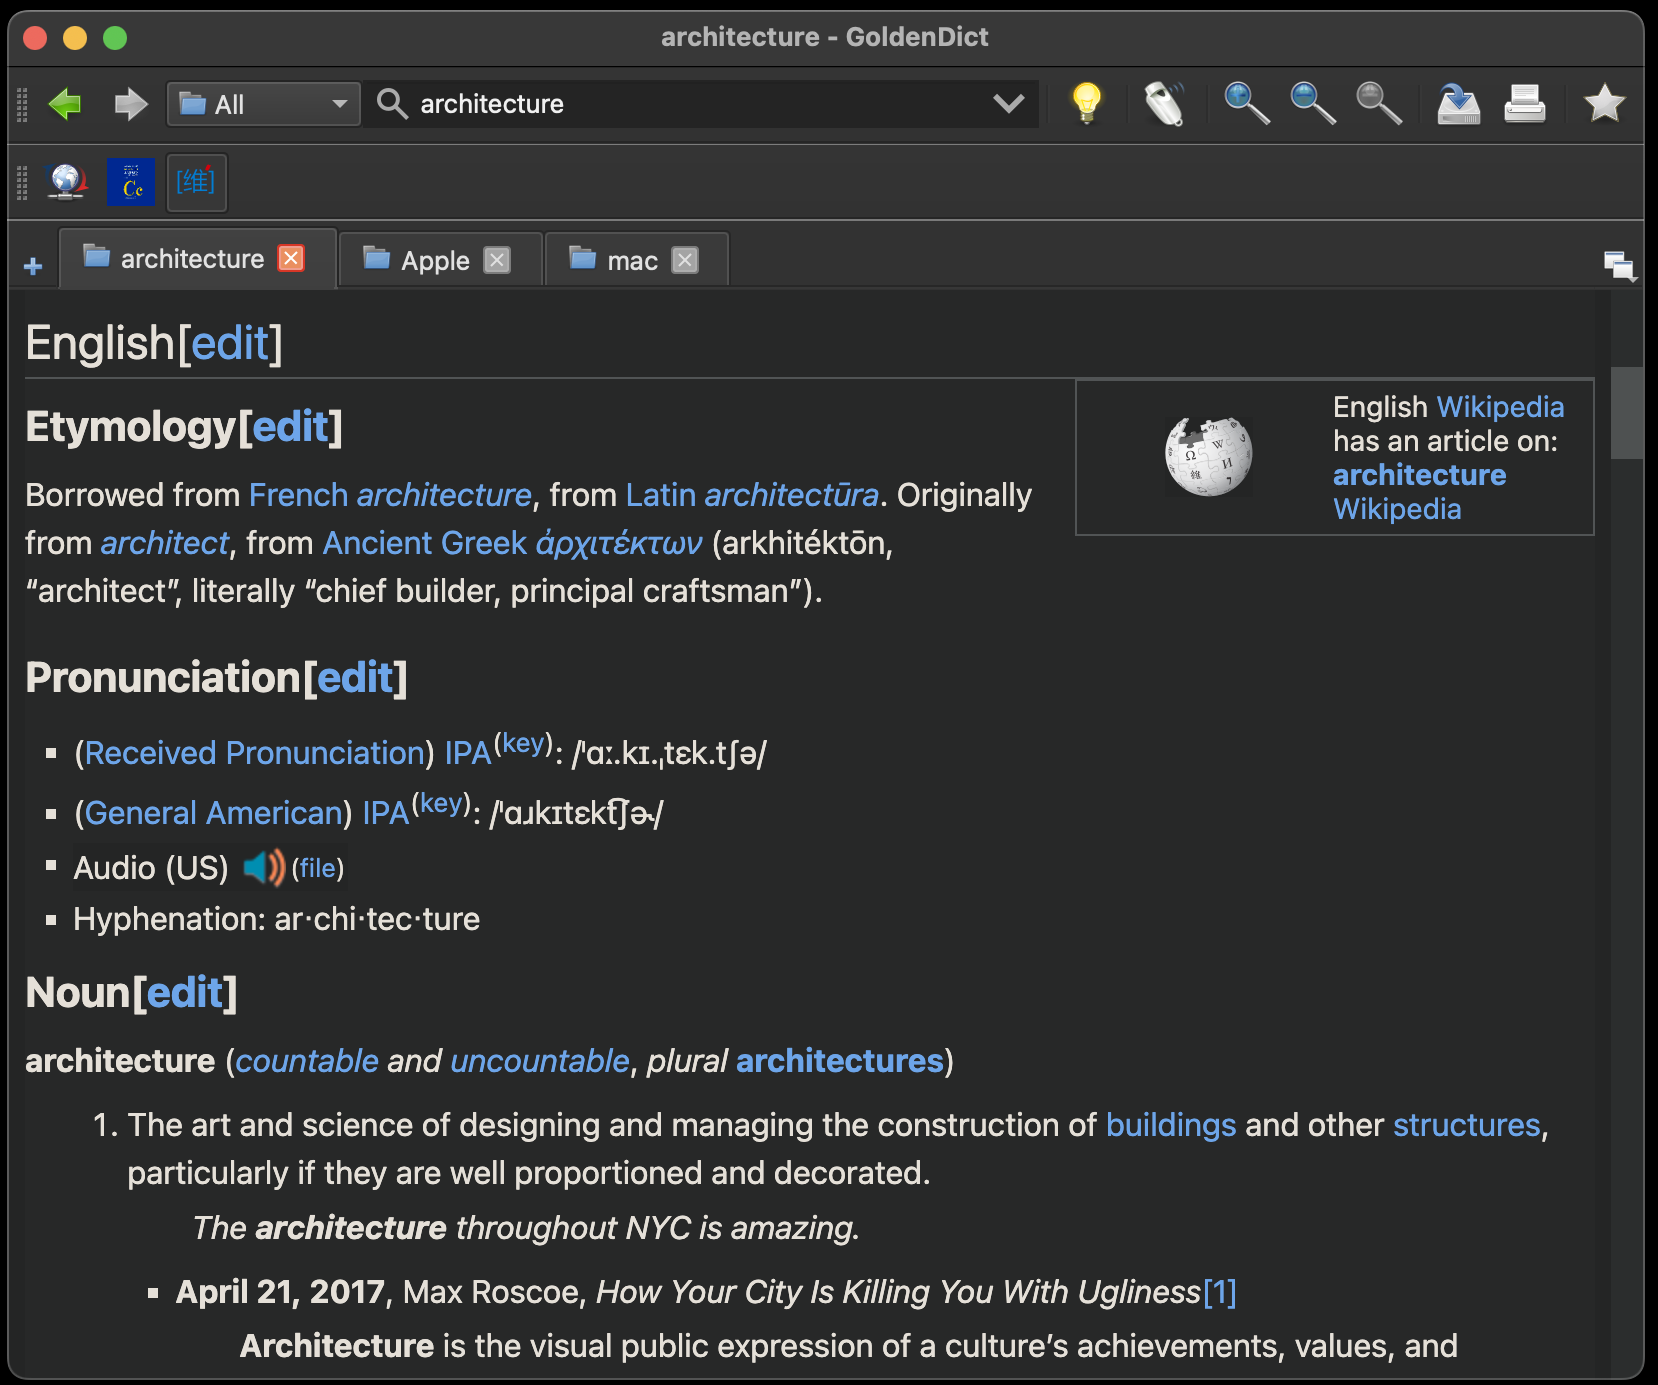 architecture - GoldenDict
All
architecture
Cc
[维]
architecture
Apple
mac
English[edit]
English Wikipedia
has an article on:
architecture
Wikipedia
Etymology[edit]
Borrowed from French architecture, from Latin architectūra. Originally
from architect, from Ancient Greek ἀρχιτέκτων (arkhitéktōn,
“architect”, literally “chief builder, principal craftsman”).
Pronunciation[edit]
(Received Pronunciation) IPA(key): /ˈɑː.kɪ.ˌtɛk.tʃə/
(General American) IPA(key): /ˈɑɹkɪtɛkt͡ʃɚ/
Audio (US) (file)
Hyphenation: ar·chi·tec·ture
Noun[edit]
architecture (countable and uncountable, plural architectures)
1. The art and science of designing and managing the construction of buildings and other structures,
particularly if they are well proportioned and decorated.
The architecture throughout NYC is amazing.
April 21, 2017, Max Roscoe, How Your City Is Killing You With Ugliness[1]
Architecture is the visual public expression of a culture’s achievements, values, and